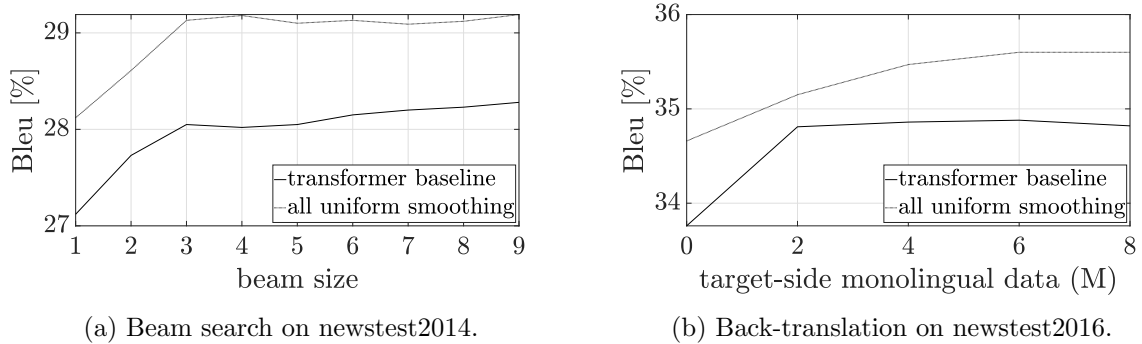 29
28
27
Bleu [%]
1 2 3 4 5 6 7 8 9
beam size
transformer baseline
all uniform smoothing
(a) Beam search on newstest2014.
36
35
34
Bleu [%]
0 2 4 6 8
target-side monolingual data (M)
transformer baseline
all uniform smoothing
(b) Back-translation on newstest2016.